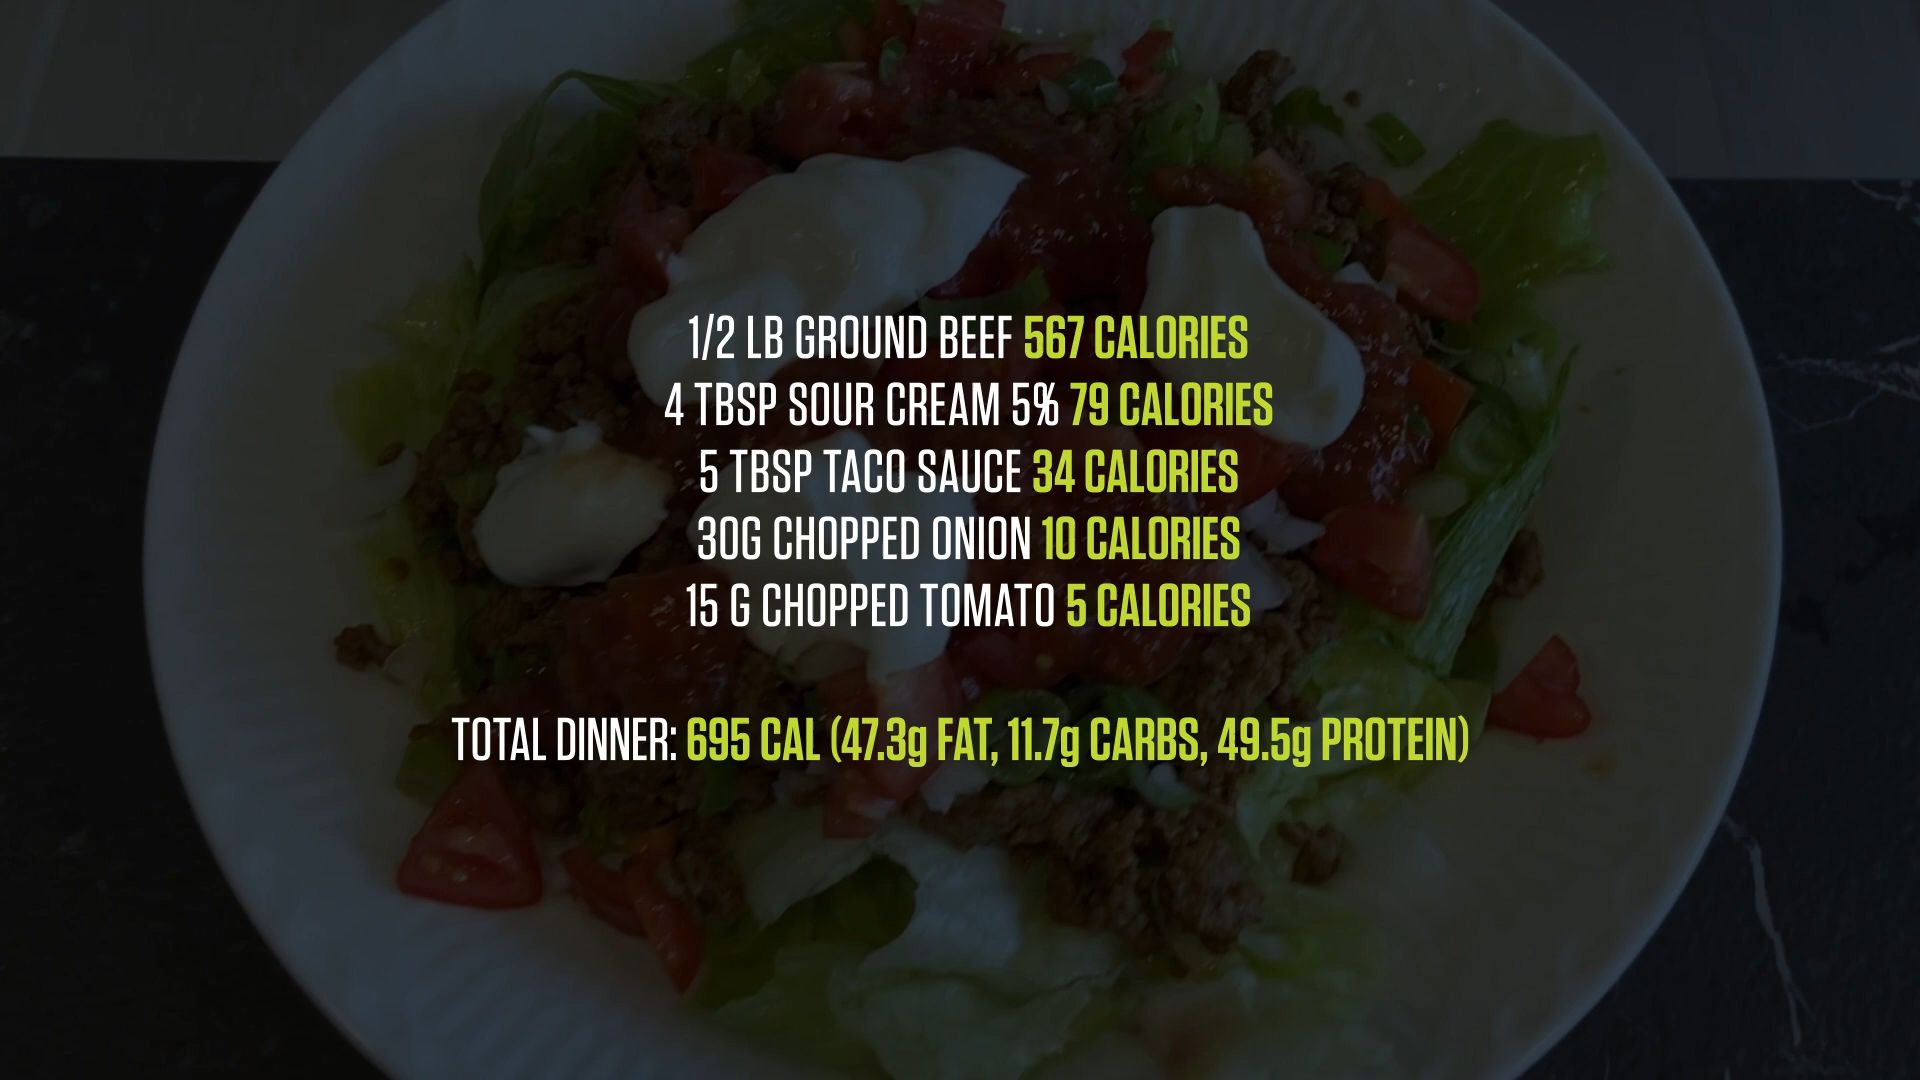 1/2 LB GROUND BEEF 567 CALORIES
4 TBSP SOUR CREAM 5% 79 CALORIES
5 TBSP TACO SAUCE 34 CALORIES
30G CHOPPED ONION 10 CALORIES
15 G CHOPPED TOMATO 5 CALORIES
TOTAL DINNER: 695 CAL (47.3g FAT, 11.7g CARBS, 49.5g PROTEIN)